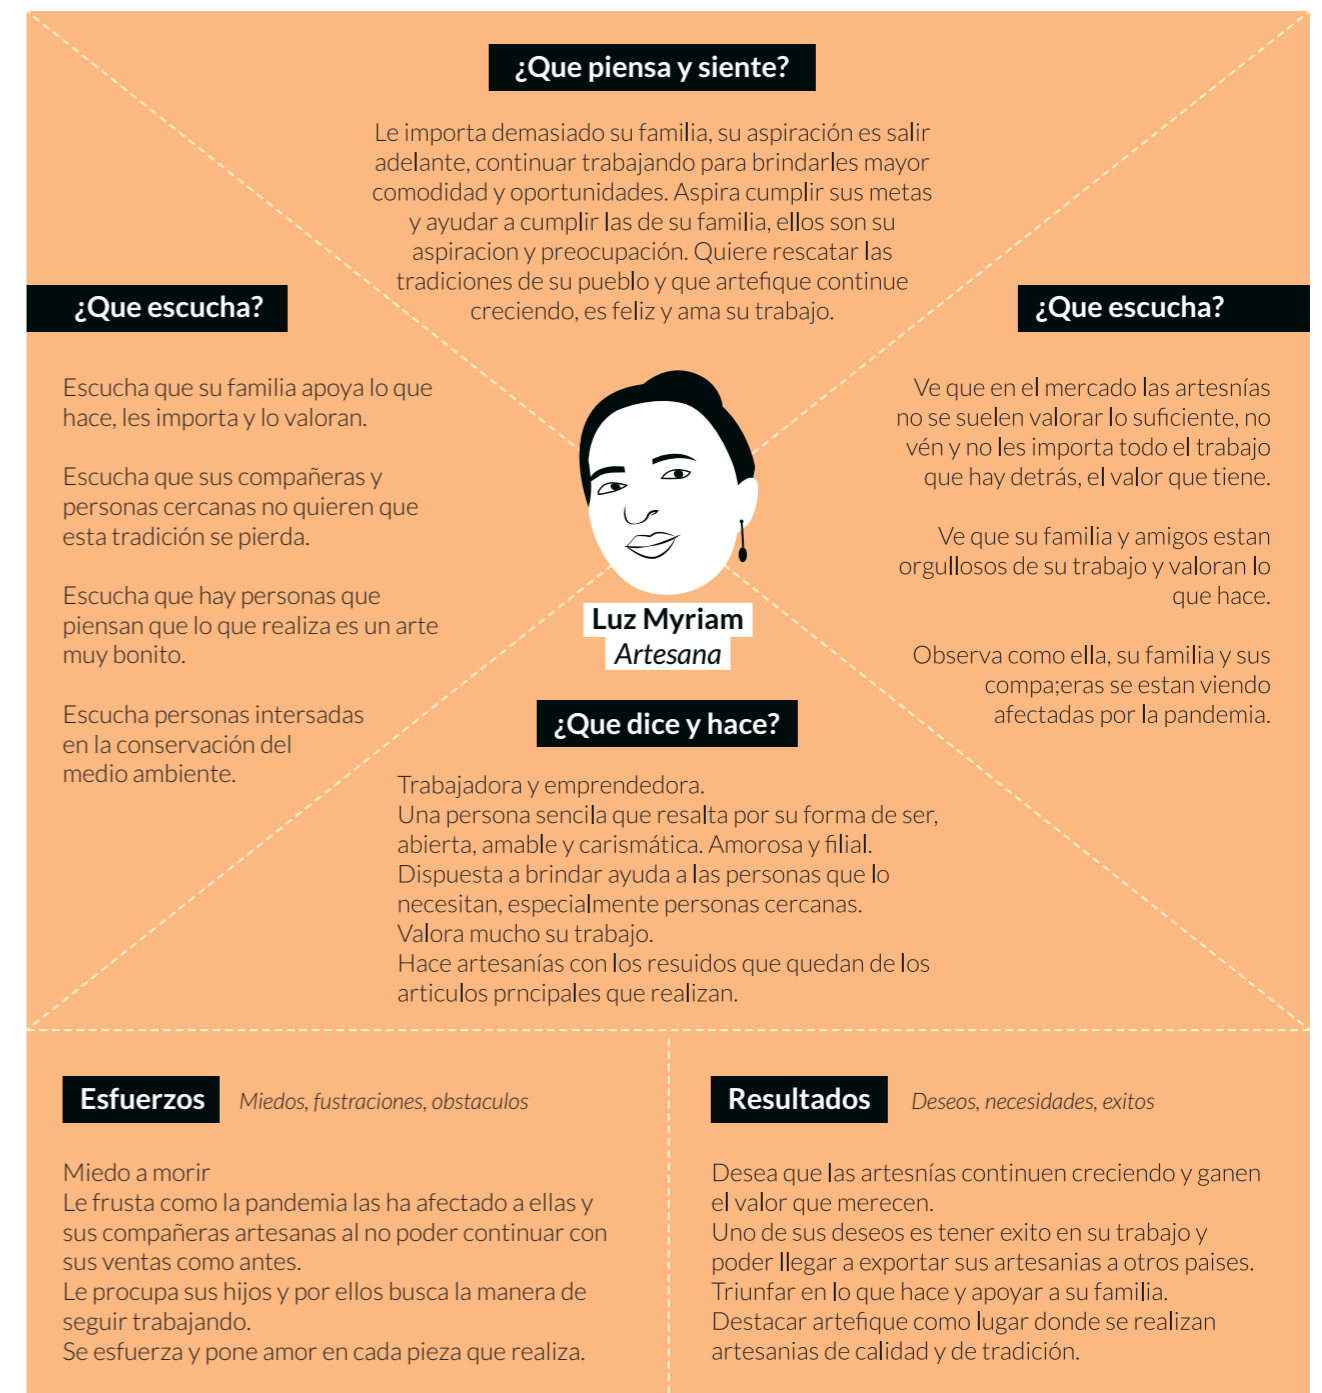 ¿Que piensa y siente?
Le importa demasiado su familia, su aspiración es salir
adelante, continuar trabajando para brindarles mayor
comodidad y oportunidades. Aspira cumplir sus metas
y ayudar a cumplir las de su familia, ellos son su
aspiracion y preocupación. Quiere rescatar las
tradiciones de su pueblo y que artefique continue
creciendo, es feliz y ama su trabajo.
¿Que escucha?
Escucha que su familia apoya lo que
hace, les importa y lo valoran.
Escucha que sus compañeras y
personas cercanas no quieren que
esta tradición se pierda.
Escucha que hay personas que
piensan que lo que realiza es un arte
muy bonito.
Escucha personas intersadas
en la conservación del
medio ambiente.
¿Que escucha?
Ve que en el mercado las artesnías
no se suelen valorar lo suficiente, no
vén y no les importa todo el trabajo
que hay detrás, el valor que tiene.
Ve que su familia y amigos estan
orgullosos de su trabajo y valoran lo
que hace.
Observa como ella, su familia y sus
compa;eras se estan viendo
afectadas por la pandemia.
Luz Myriam
Artesana
¿Que dice y hace?
Trabajadora y emprendedora.
Una persona sencila que resalta por su forma de ser,
abierta, amable y carismática. Amorosa y filial.
Dispuesta a brindar ayuda a las personas que lo
necesitan, especialmente personas cercanas.
Valora mucho su trabajo.
Hace artesanías con los resuidos que quedan de los
articulos prncipales que realizan.
Esfuerzos Miedos, fustraciones, obstaculos
Miedo a morir
Le frusta como la pandemia las ha afectado a ellas y
sus compañeras artesanas al no poder continuar con
sus ventas como antes.
Le procupa sus hijos y por ellos busca la manera de
seguir trabajando.
Se esfuerza y pone amor en cada pieza que realiza.
Resultados Deseos, necesidades, exitos
Desea que las artesnías continuen creciendo y ganen
el valor que merecen.
Uno de sus deseos es tener exito en su trabajo y
poder llegar a exportar sus artesanias a otros paises.
Triunfar en lo que hace y apoyar a su familia.
Destacar artefique como lugar donde se realizan
artesanias de calidad y de tradición.